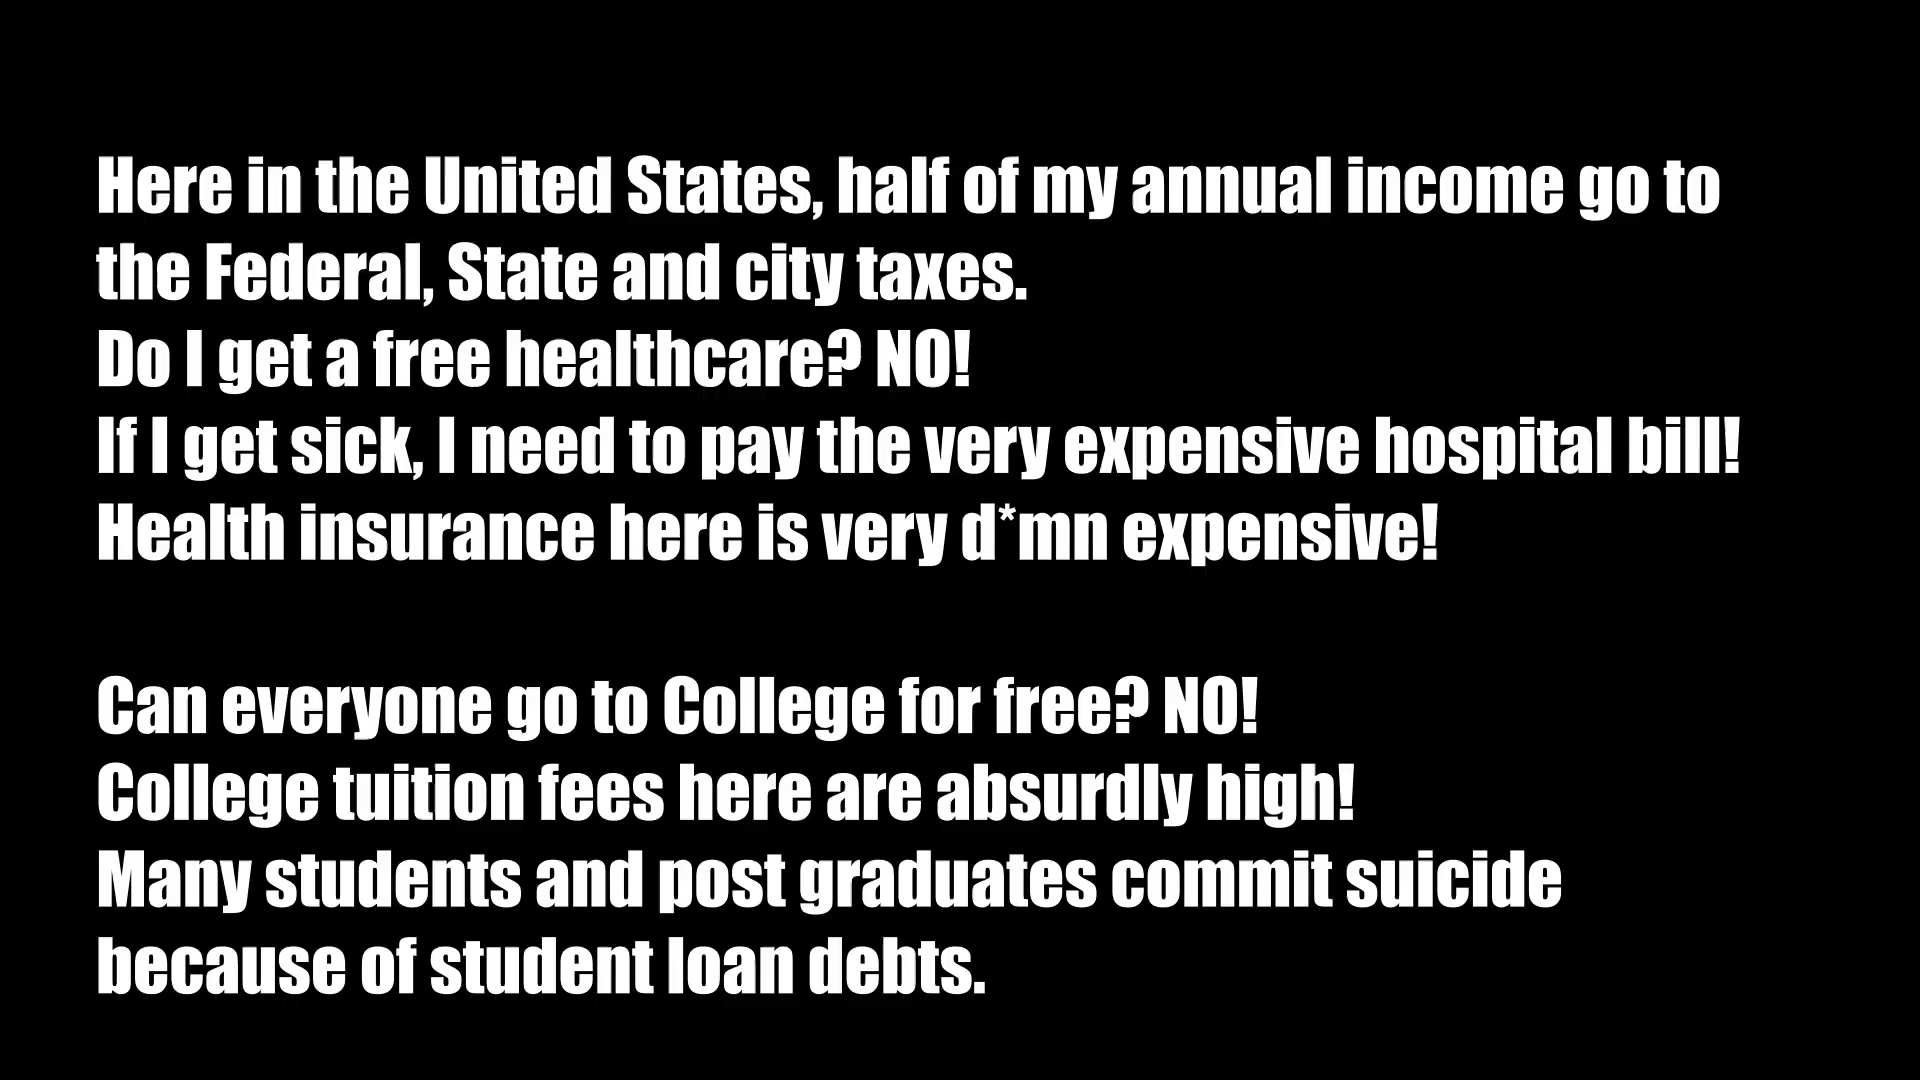 Here in the United States, half of my annual income go to
the Federal, State and city taxes.
Do I get a free healthcare? NO!
If I get sick, I need to pay the very expensive hospital bill!
Health insurance here is very d*mn expensive!
Can everyone go to College for free? NO!
College tuition fees here are absurdly high!
Many students and post graduates commit suicide
because of student loan debts.